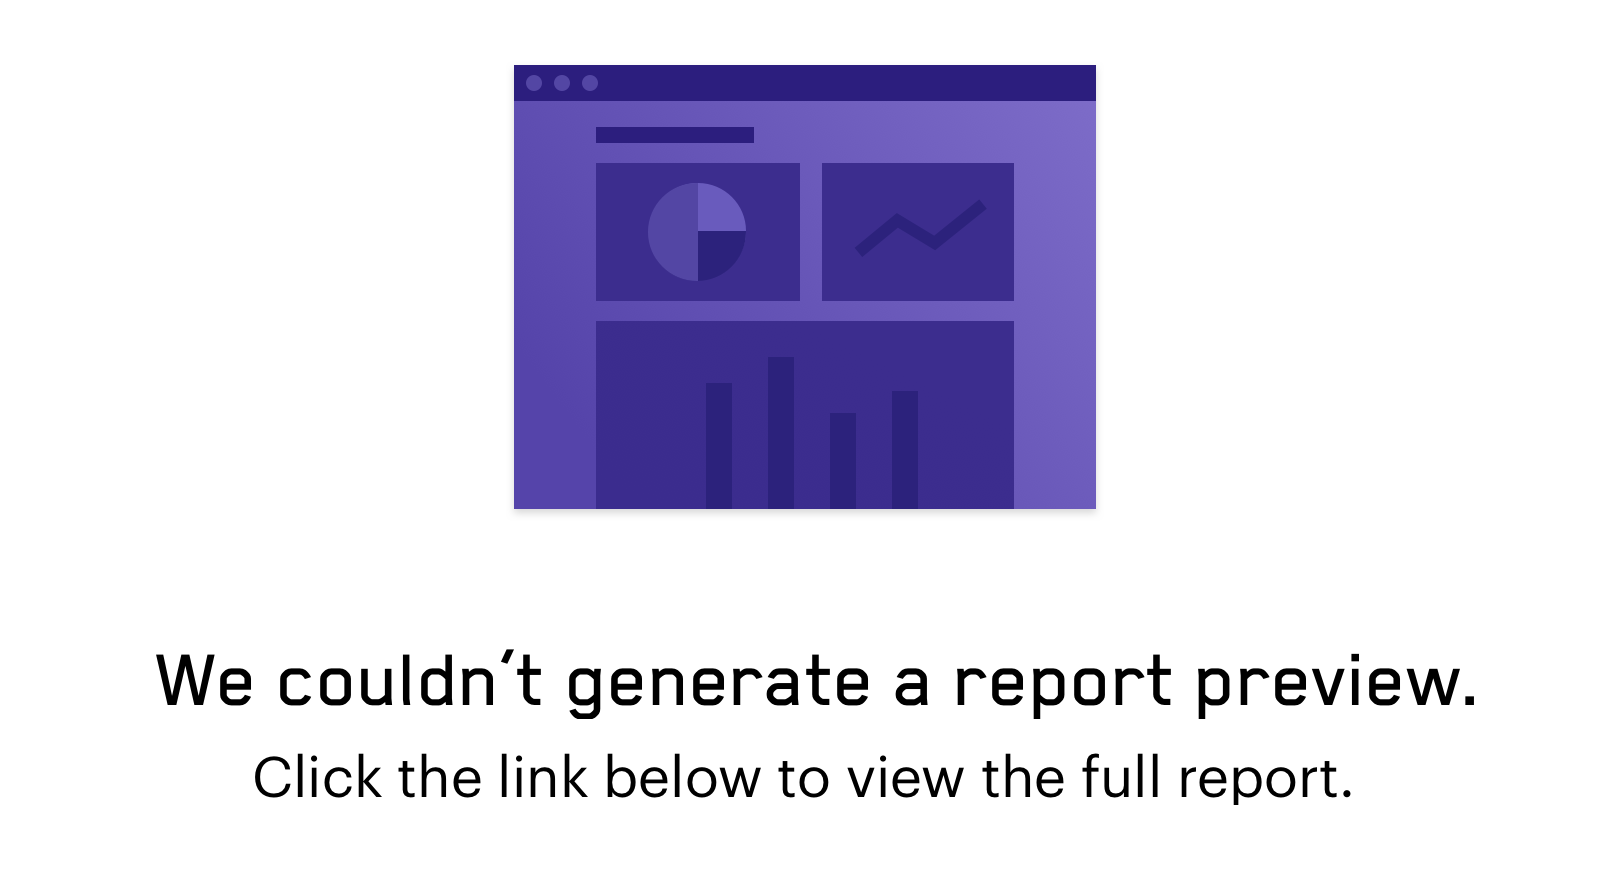 We couldn't generate a report preview.
Click the link below to view the full report.